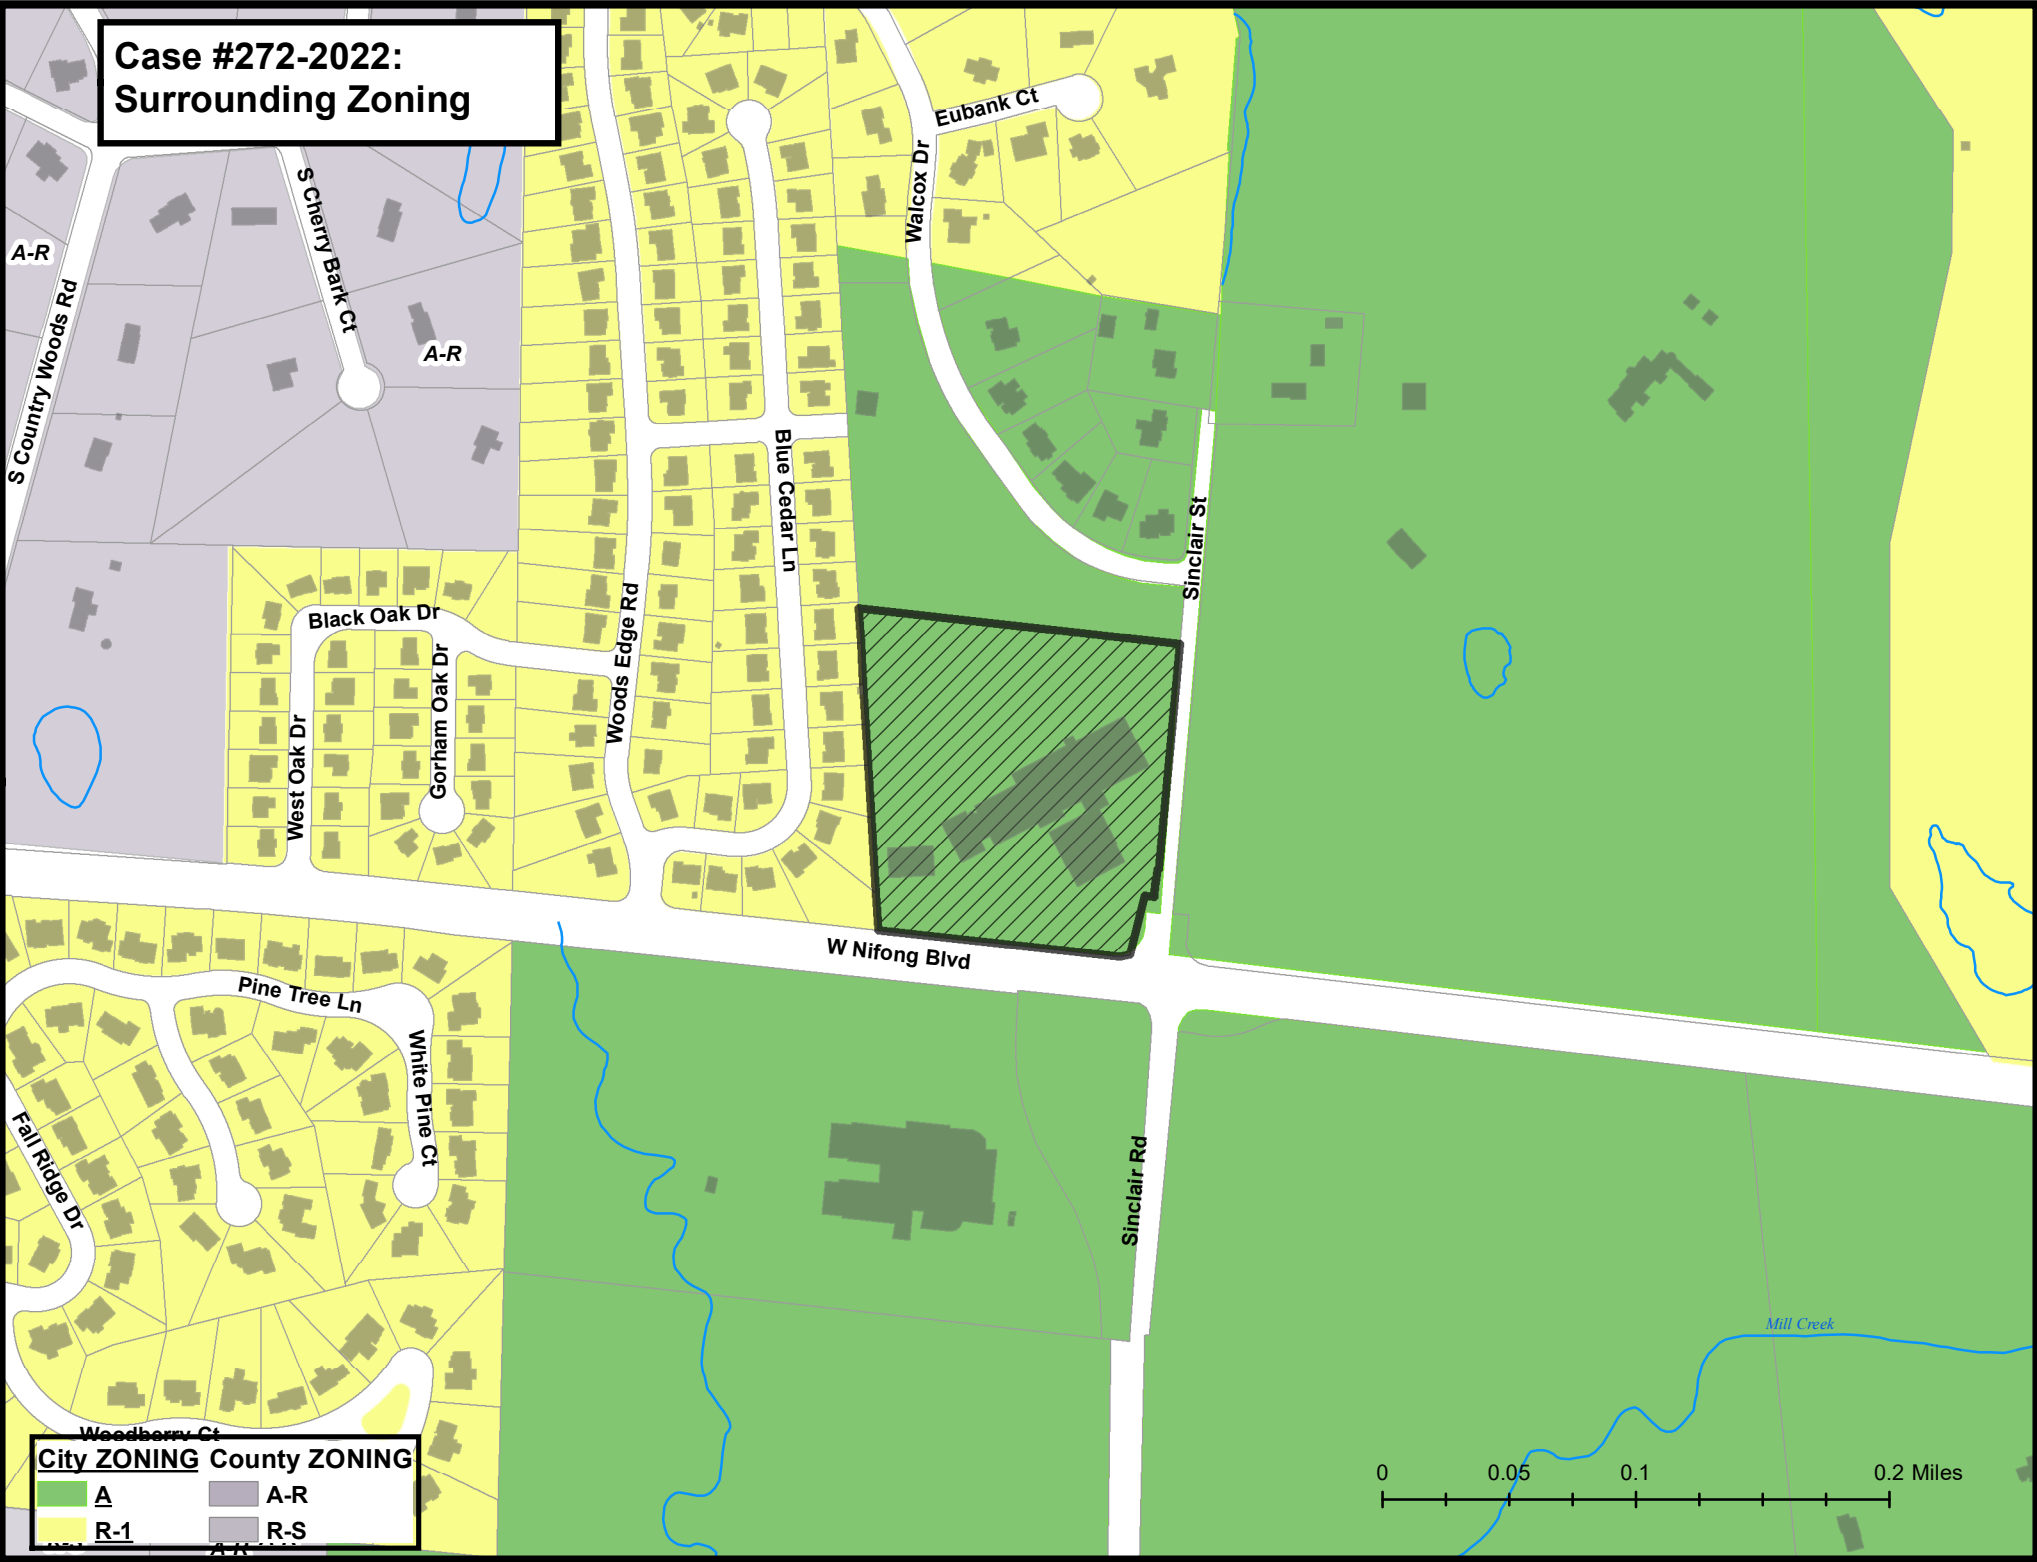 Case #272-2022:
Surrounding Zoning
Eubank Ct
Walcox Dr
S Cherry Bark Ct
A-R
S Country Woods Rd
A-R
Blue Cedar Ln
Sinclair St
Black Oak Dr
Woods Edge Rd
Gorham Oak Dr
West Oak Dr
W Nifong Blvd
Pine Tree Ln
White Pine Ct
Fall Ridge Dr
Sinclair Rd
Mill Creek
Woodberry Ct
City ZONING County ZONING
A A-R
R-1 R-S
A-R
0 0.05 0.1 0.2 Miles